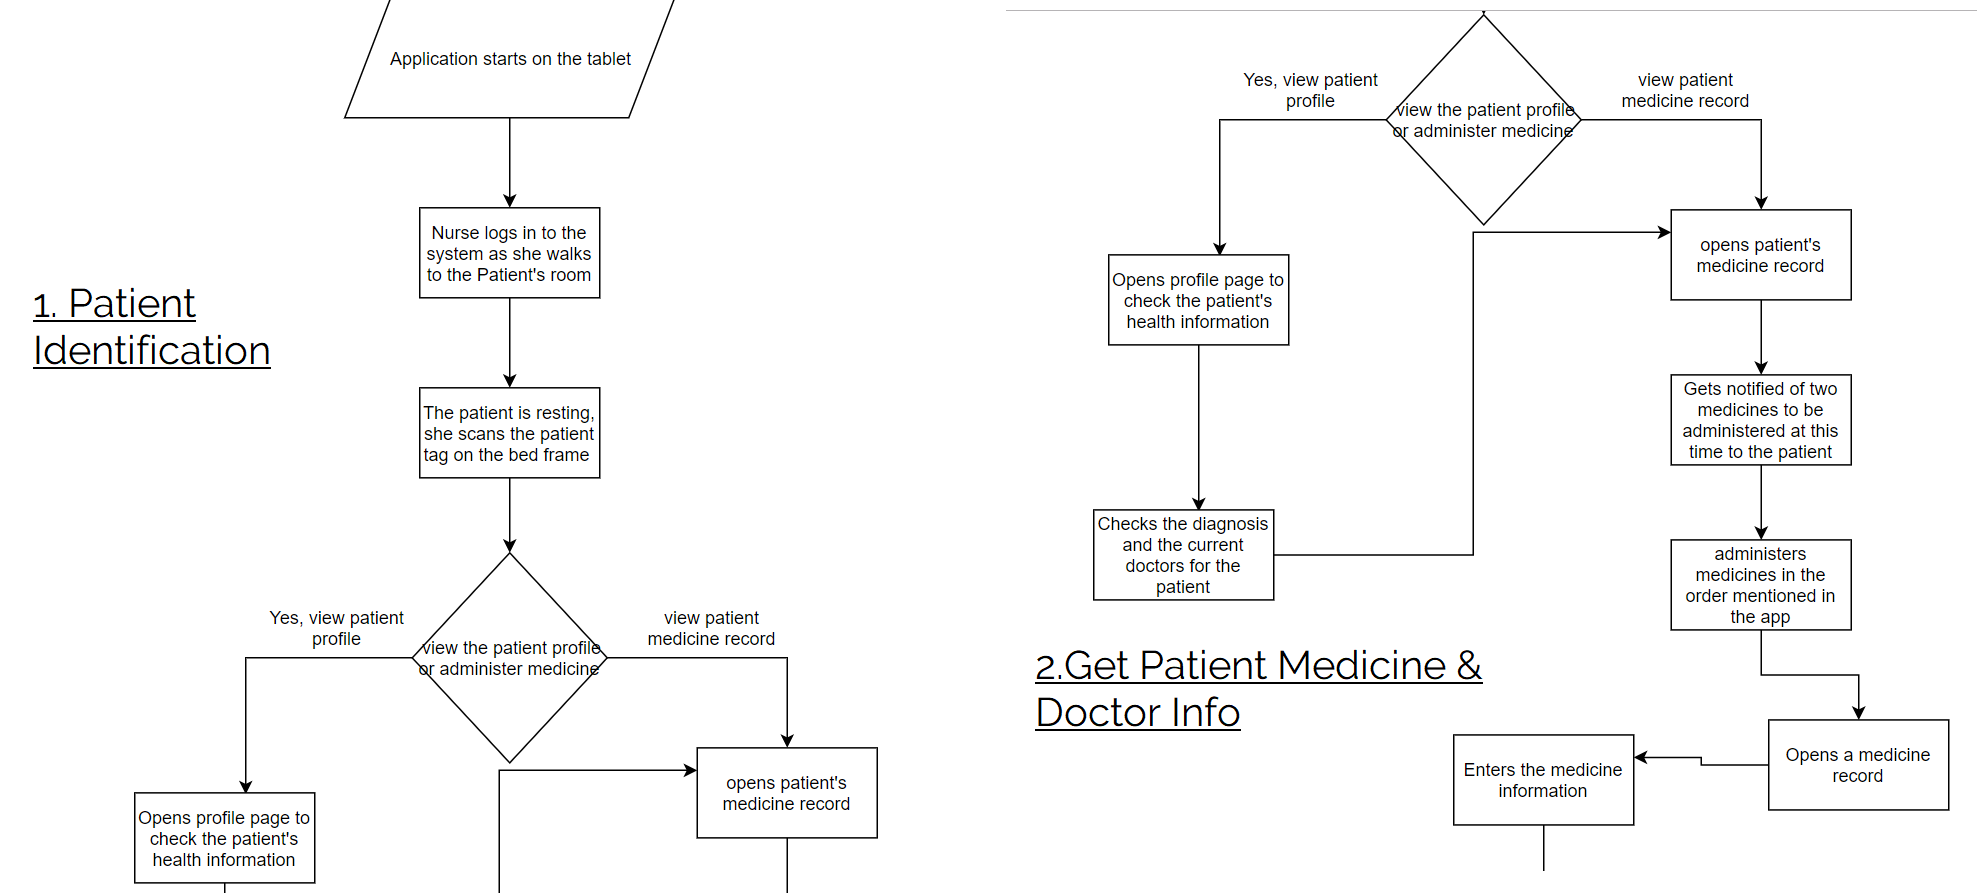 Application starts on the tablet
Nurse logs in to the
system as she walks
to the Patient's room
1. Patient
Identification
The patient is resting,
she scans the patient
tag on the bed frame
Yes, view patient
profile
view the patient profile
or administer medicine
view patient
medicine record
opens patient's
medicine record
Opens profile page to
check the patient's
health information
Yes, view patient
profile
view the patient profile
or administer medicine
view patient
medicine record
opens patient's
medicine record
Opens profile page to
check the patient's
health information
Gets notified of two
medicines to be
administered at this
time to the patient
Checks the diagnosis
and the current
doctors for the
patient
administers
medicines in the
order mentioned in
the app
2.Get Patient Medicine &
Doctor Info
Opens a medicine
record
Enters the medicine
information